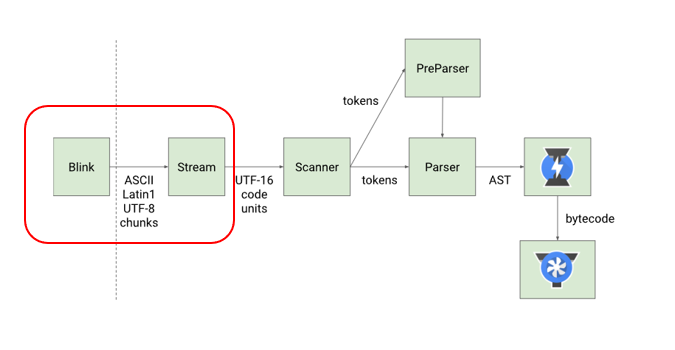 PreParser
tokens
Blink
ASCII
Latin1
UTF-8
chunks
Stream
UTF-16
code
units
Scanner
tokens
Parser
AST
bytecode